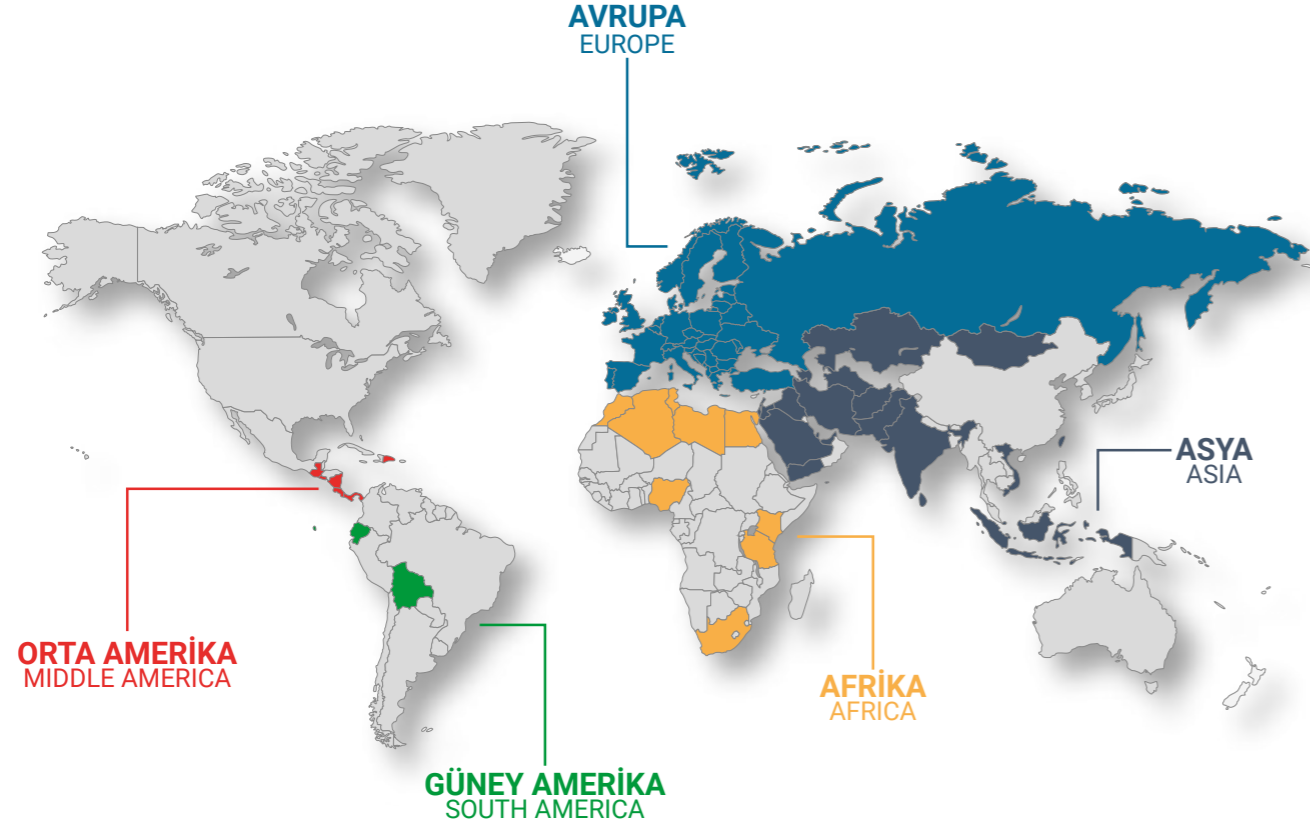 AVRUPA
EUROPE
ASYA
ASIA
ORTA AMERİKA
MIDDLE AMERICA
AFRİKA
AFRICA
GÜNEY AMERİKA
SOUTH AMERICA